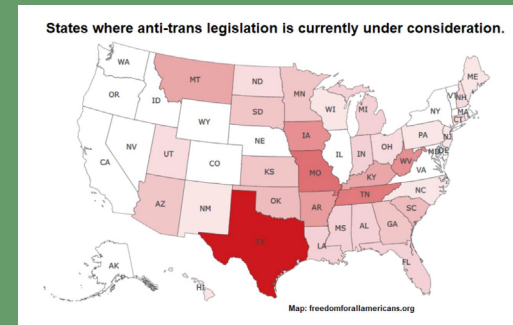 States where anti-trans legislation is currently under consideration.
WA
MT
ND
MN
ME
OR
ID
SD
WI
MI
VT
NH
NY
MA
CT
WY
IA
PA
NJ
NV
NE
IL
IN
OH
MD
DE
CA
UT
CO
KS
MO
WV
VA
KY
AZ
NM
OK
AR
TN
NC
SC
TX
MS
AL
GA
LA
FL
AK
HI
Map: freedomforallamericans.org